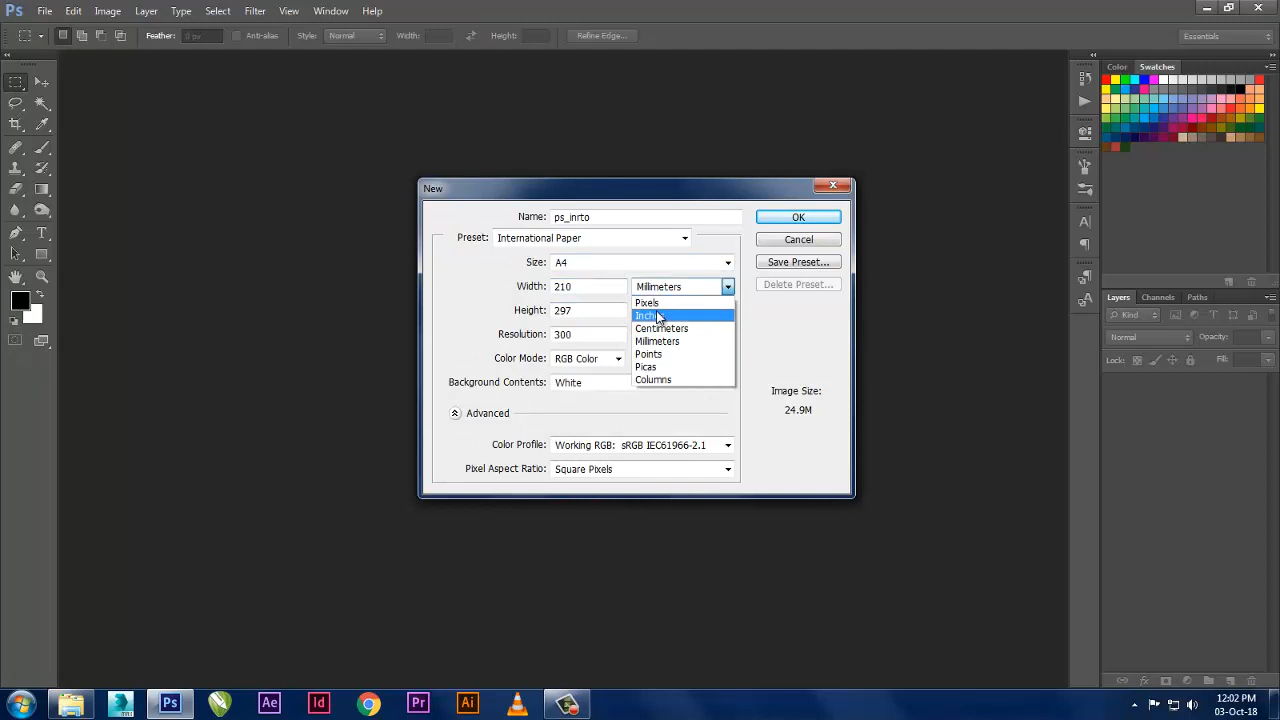 Ps File Edit Image Layer Type Select Filter View Window Help
Feather: 0 px Anti-alias Style: Normal Width: Height: Refine Edge... Essentials
Color Swatches
New
Name: ps_inrto OK
Preset: International Paper Cancel
Size: A4 Save Preset...
Width: 210 Millimeters Delete Preset...
Pixels
Height: 297 Inches
Centimeters
Resolution: 300 Millimeters
Points
Color Mode: RGB Color Picas
Background Contents: White Columns
Image Size:
24.9M
Advanced
Color Profile: Working RGB: sRGB IEC61966-2.1
Pixel Aspect Ratio: Square Pixels
Layers Channels Paths
Kind
Normal Opacity:
Lock: Fill:
Ps Ae Id Pr Ai
12:02 PM
03-Oct-18